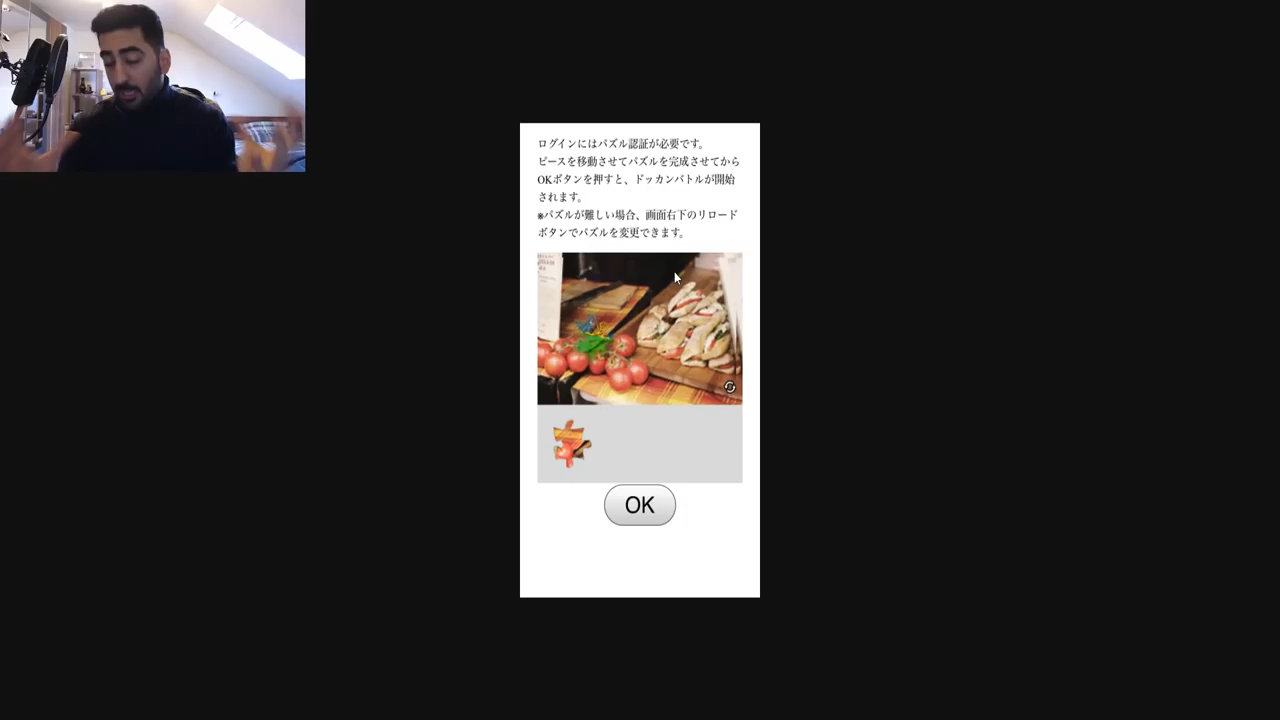 ログインにはパズル認証が必要です。
ピースを移動させてパズルを完成させてから
OKボタンを押すと、ドッカンバトルが開始
されます。
※パズルが難しい場合、画面右下のリロード
ボタンでパズルを変更できます。
OK